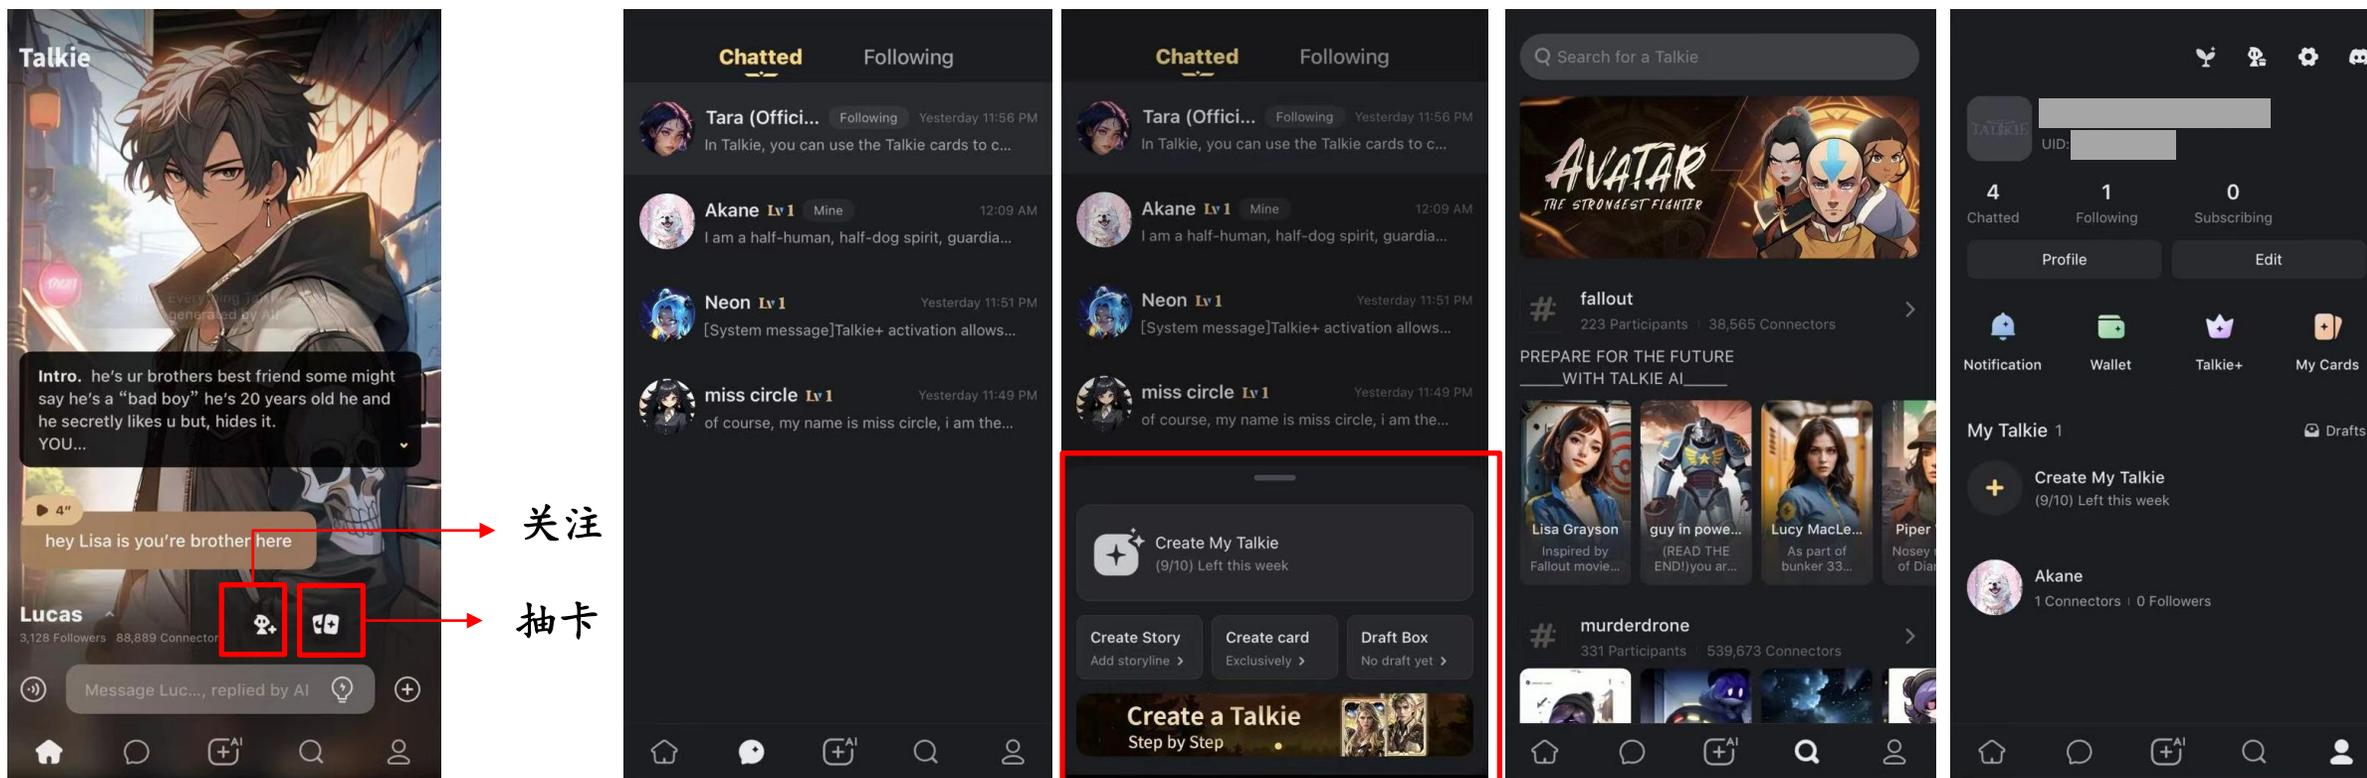 Talkie
Intro. he's ur brothers best friend some might
say he's a “bad boy” he's 20 years old he and
he secretly likes u but, hides it.
YOU...
4"
hey Lisa is you're brother here
Lucas
3,128 Followers 88,889 Connector
Message Luc..., replied by AI
AI
关注
抽卡
Chatted Following
Tara (Offici... Following Yesterday 11:56 PM
In Talkie, you can use the Talkie cards to c...
Akane Lv 1 Mine 12:09 AM
I am a half-human, half-dog spirit, guardia...
Neon Lv 1 Yesterday 11:51 PM
[System message]Talkie+ activation allows...
miss circle Lv 1 Yesterday 11:49 PM
of course, my name is miss circle, i am the...
AI
Chatted Following
Tara (Offici... Following Yesterday 11:56 PM
In Talkie, you can use the Talkie cards to c...
Akane Lv 1 Mine 12:09 AM
I am a half-human, half-dog spirit, guardia...
Neon Lv 1 Yesterday 11:51 PM
[System message]Talkie+ activation allows...
miss circle Lv 1 Yesterday 11:49 PM
of course, my name is miss circle, i am the...
Create My Talkie
(9/10) Left this week
Create Story Create card Draft Box
Add storyline > Exclusively > No draft yet >
Create a Talkie
Step by Step
Search for a Talkie
AVATAR
THE STRONGEST FIGHTER
# fallout
223 Participants 38,565 Connectors
PREPARE FOR THE FUTURE
_____WITH TALKIE AI_____
Lisa Grayson guy in powe... Lucy MacLe... Piper
Inspired by (READ THE As part of Nosey
Fallout movie... END!)you ar... bunker 33... of Dia
# murderdrone
331 Participants 539,673 Connectors
AI
TALKIE
UID:
4 1 0
Chatted Following Subscribing
Profile Edit
Notification Wallet Talkie+ My Cards
My Talkie 1 Drafts
Create My Talkie
(9/10) Left this week
Akane
1 Connectors 0 Followers
AI